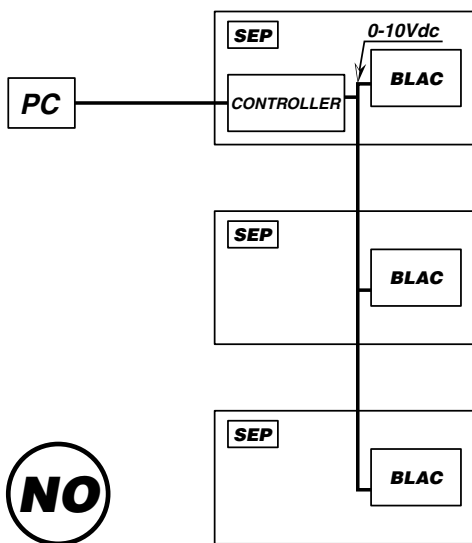 SEP
0-10Vdc
BLAC
PC
CONTROLLER
SEP
BLAC
SEP
BLAC
NO